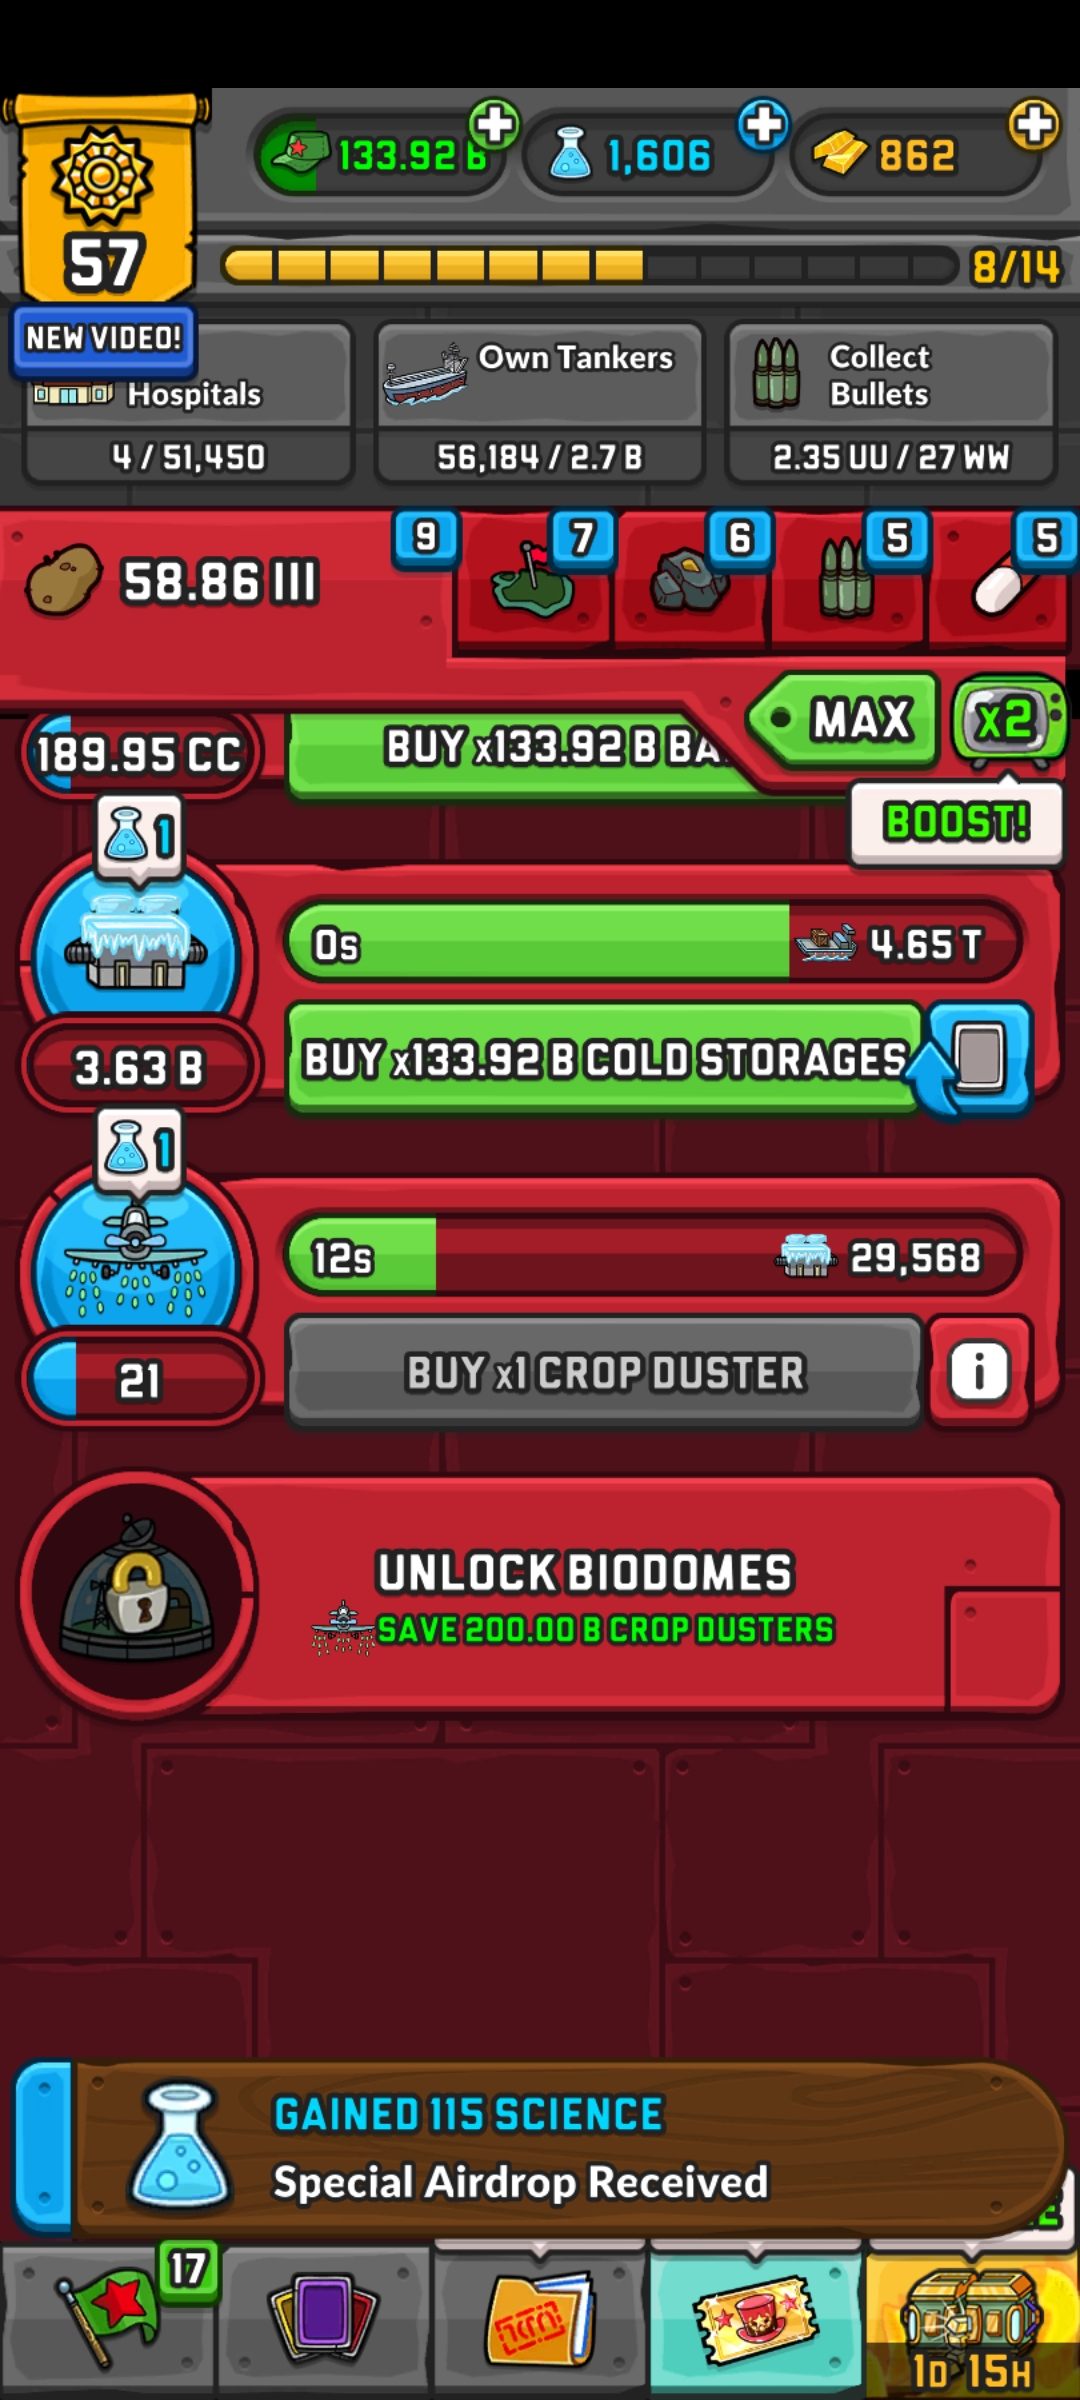 133.92 B
1,606
862
57
8/14
NEW VIDEO!
Hospitals
4 / 51,450
Own Tankers
56,184 / 2.7 B
Collect
Bullets
2.35 UU / 27 WW
58.86 III
9
7
6
5
5
MAX
x2
BOOST!
189.95 CC
BUY x133.92 B BA
1
0s
4.65 T
3.63 B
BUY x133.92 B COLD STORAGES
1
12s
29,568
21
BUY x1 CROP DUSTER
i
UNLOCK BIODOMES
SAVE 200.00 B CROP DUSTERS
GAINED 115 SCIENCE
Special Airdrop Received
17
1D 15H